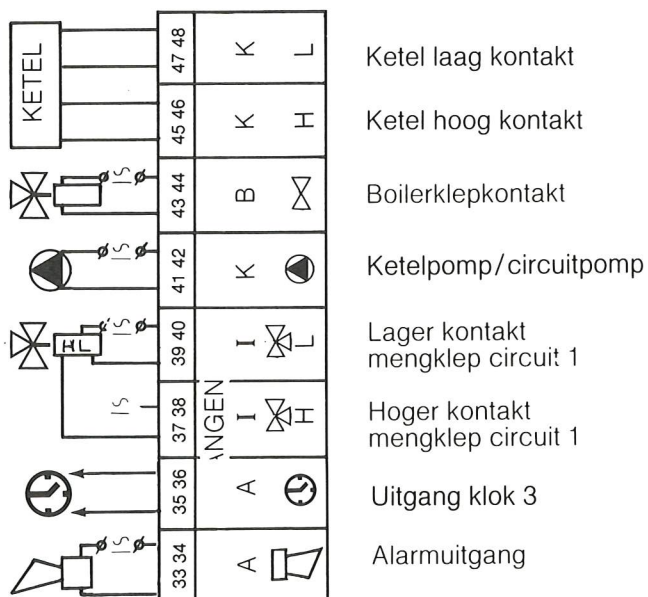 KETEL
47 48
K
L
Ketel laag kontakt
45 46
K
H
Ketel hoog kontakt
43 44
B
Boilerklepkontakt
41 42
K
Ketelpomp/circuitpomp
HL
39 40
I
L
Lager kontakt
mengklep circuit 1
37 38
I
H
Hoger kontakt
mengklep circuit 1
ANGEN
35 36
A
Uitgang klok 3
33 34
A
Alarmuitgang